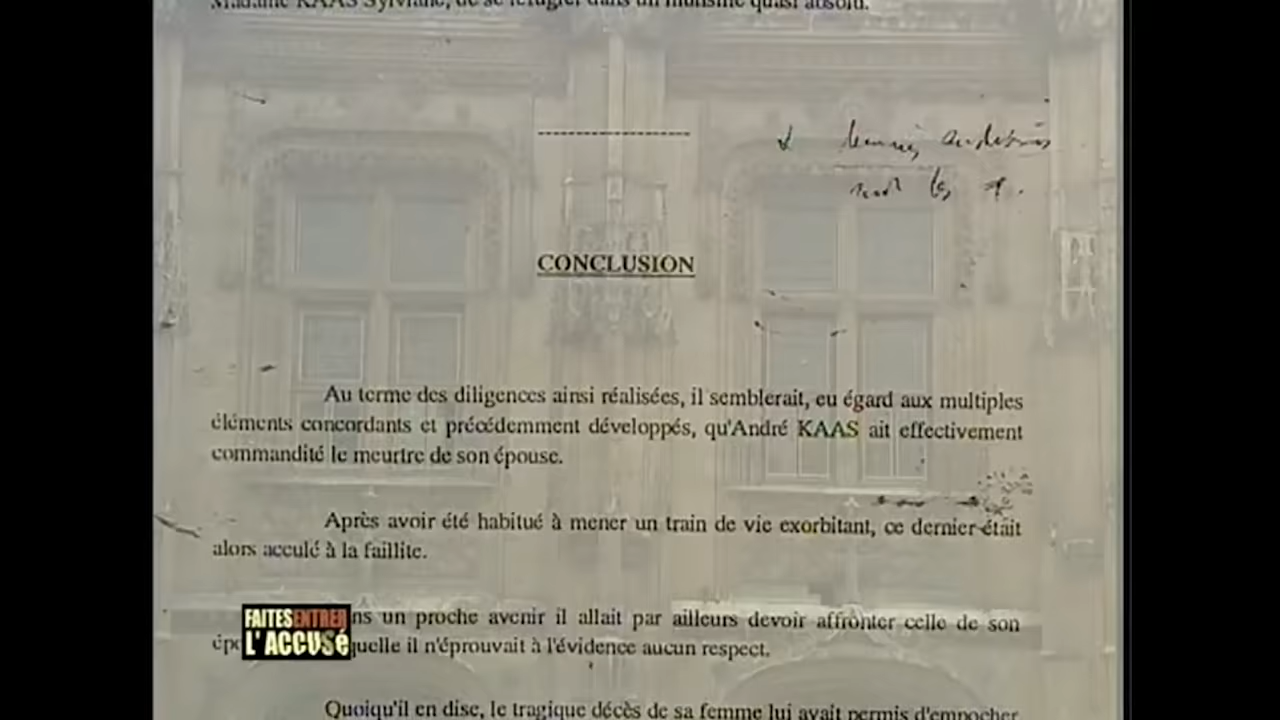 Madame KAAS Sylviane, de se réfugier dans un mutisme quasi absolu.
CONCLUSION
Au terme des diligences ainsi réalisées, il semblerait, eu égard aux multiples
éléments concordants et précédemment développés, qu'André KAAS ait effectivement
commandité le meurtre de son épouse.
Après avoir été habitué à mener un train de vie exorbitant, ce dernier était
alors acculé à la faillite.
ns un proche avenir il allait par ailleurs devoir affronter celle de son
épo quelle il n'éprouvait à l'évidence aucun respect.
FAITES ENTRER
L'ACCUSÉ
Quoiqu'il en dise, le tragique décès de sa femme lui avait permis d'empocher